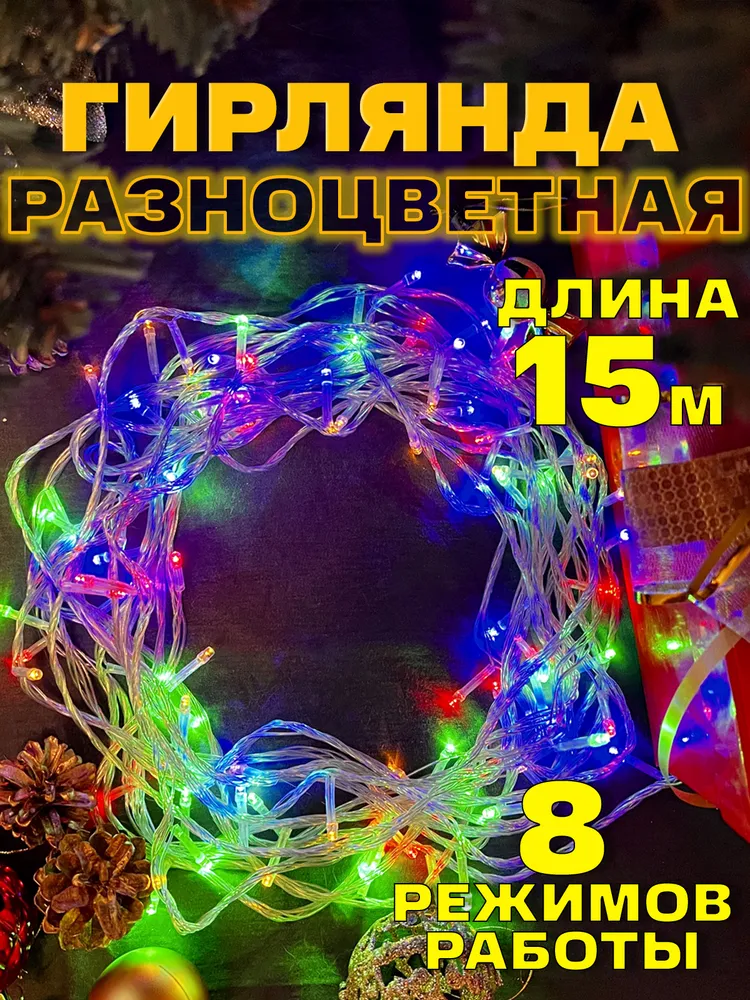 ГИРЛЯНДА
РАЗНОЦВЕТНАЯ
ДЛИНА
15м
8
РЕЖИМОВ
РАБОТЫ